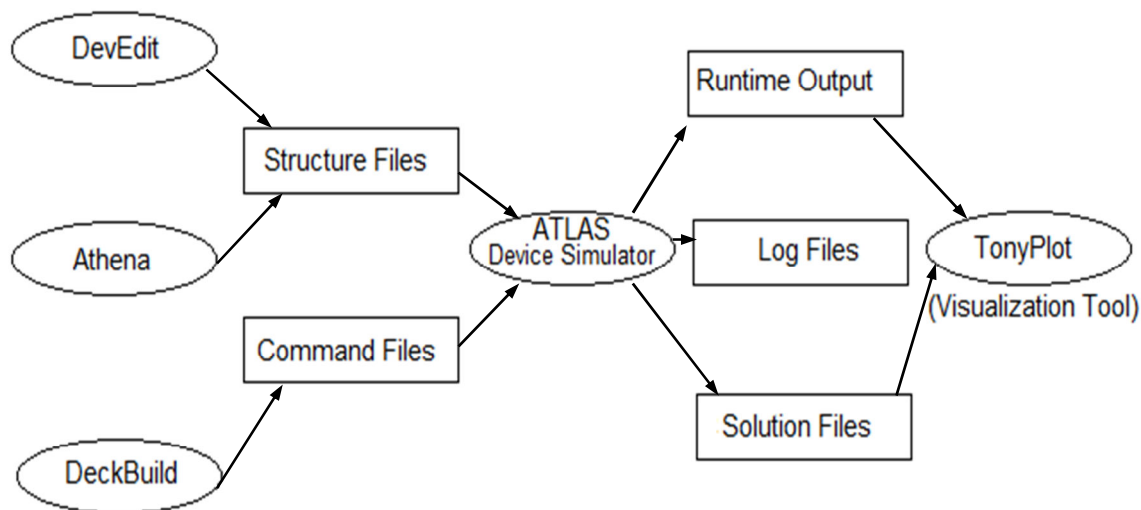 DevEdit
Structure Files
Athena
Command Files
DeckBuild
ATLAS
Device Simulator
Runtime Output
Log Files
Solution Files
TonyPlot
(Visualization Tool)